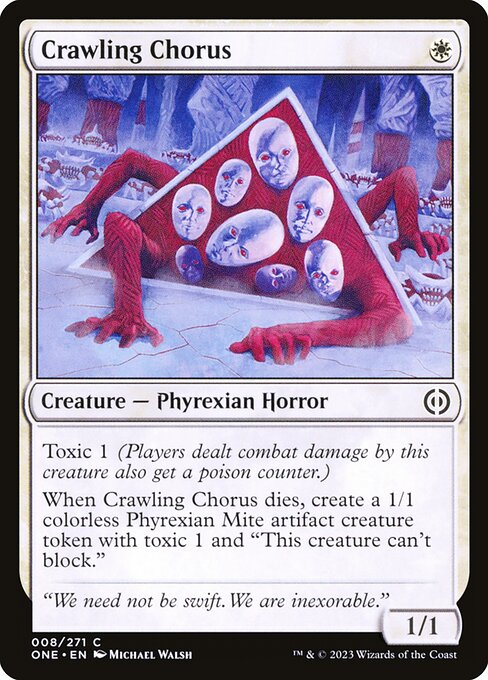 Crawling Chorus
Creature — Phyrexian Horror
Toxic 1 (Players dealt combat damage by this
creature also get a poison counter.)
When Crawling Chorus dies, create a 1/1
colorless Phyrexian Mite artifact creature
token with toxic 1 and “This creature can’t
block.”
“We need not be swift. We are inexorable.”
1/1
008/271 C
ONE • EN Michael Walsh
™ & © 2023 Wizards of the Coast